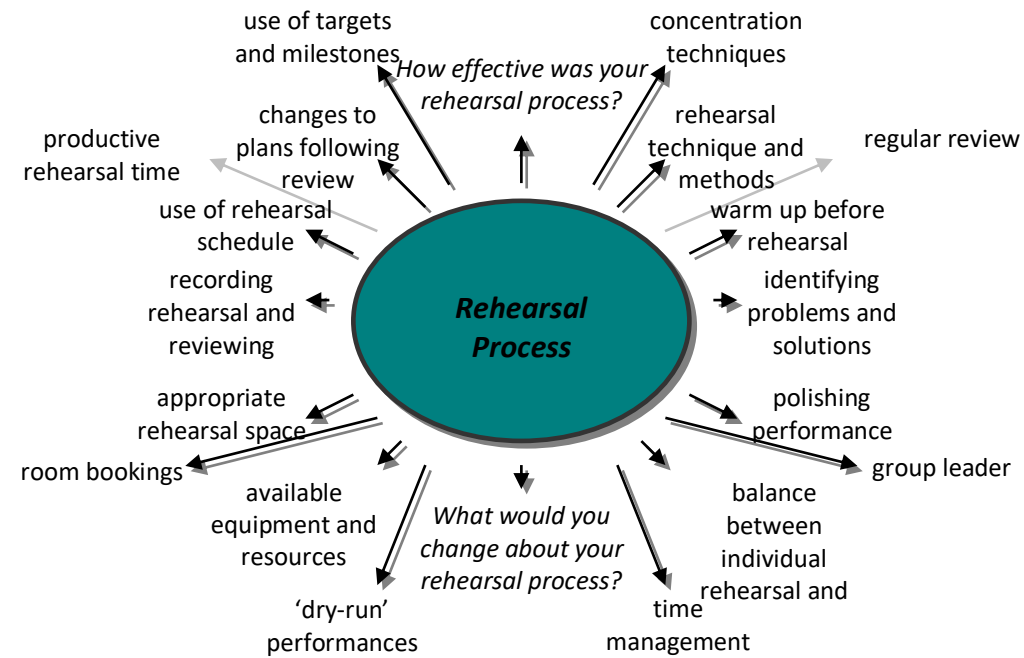 use of targets
and milestones
How effective was your
rehearsal process?
concentration
techniques
changes to
plans following
review
rehearsal
technique and
methods
productive
rehearsal time
regular review
use of rehearsal
schedule
warm up before
rehearsal
recording
rehearsal and
reviewing
Rehearsal
Process
identifying
problems and
solutions
appropriate
rehearsal space
polishing
performance
room bookings
group leader
available
equipment and
resources
What would you
change about your
rehearsal process?
balance
between
individual
rehearsal and
‘dry-run’
performances
time
management